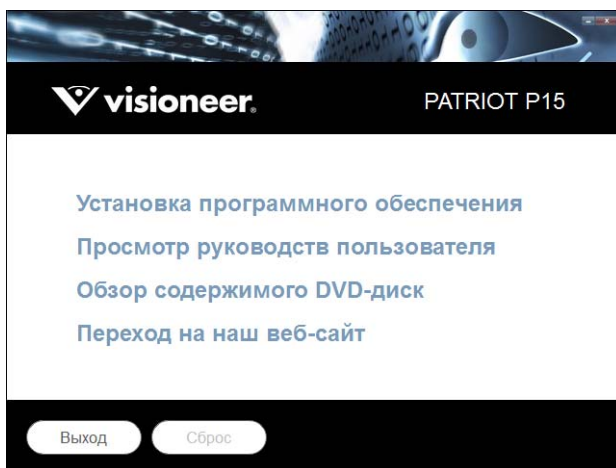 visioneer.
PATRIOT P15
Установка программного обеспечения
Просмотр руководств пользователя
Обзор содержимого DVD-диск
Переход на наш веб-сайт
Выход
Сброс